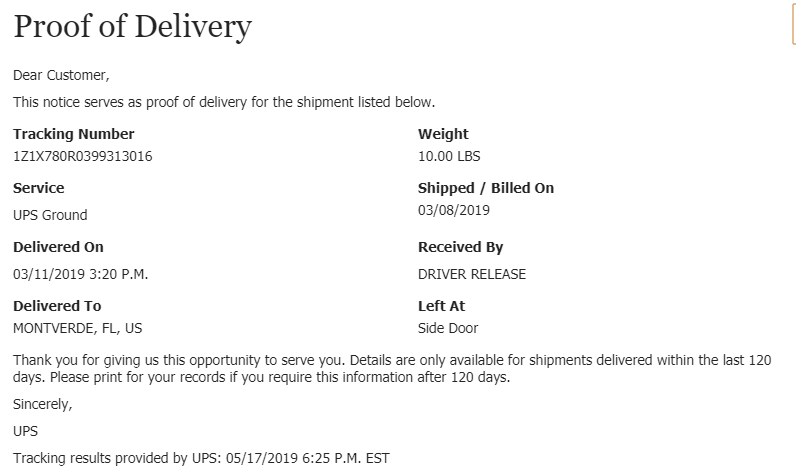 Proof of Delivery
Dear Customer,
This notice serves as proof of delivery for the shipment listed below.
Tracking Number
1Z1X780R0399313016
Weight
10.00 LBS
Service
UPS Ground
Shipped / Billed On
03/08/2019
Delivered On
03/11/2019 3:20 P.M.
Received By
DRIVER RELEASE
Delivered To
MONTVERDE, FL, US
Left At
Side Door
Thank you for giving us this opportunity to serve you. Details are only available for shipments delivered within the last 120
days. Please print for your records if you require this information after 120 days.
Sincerely,
UPS
Tracking results provided by UPS: 05/17/2019 6:25 P.M. EST